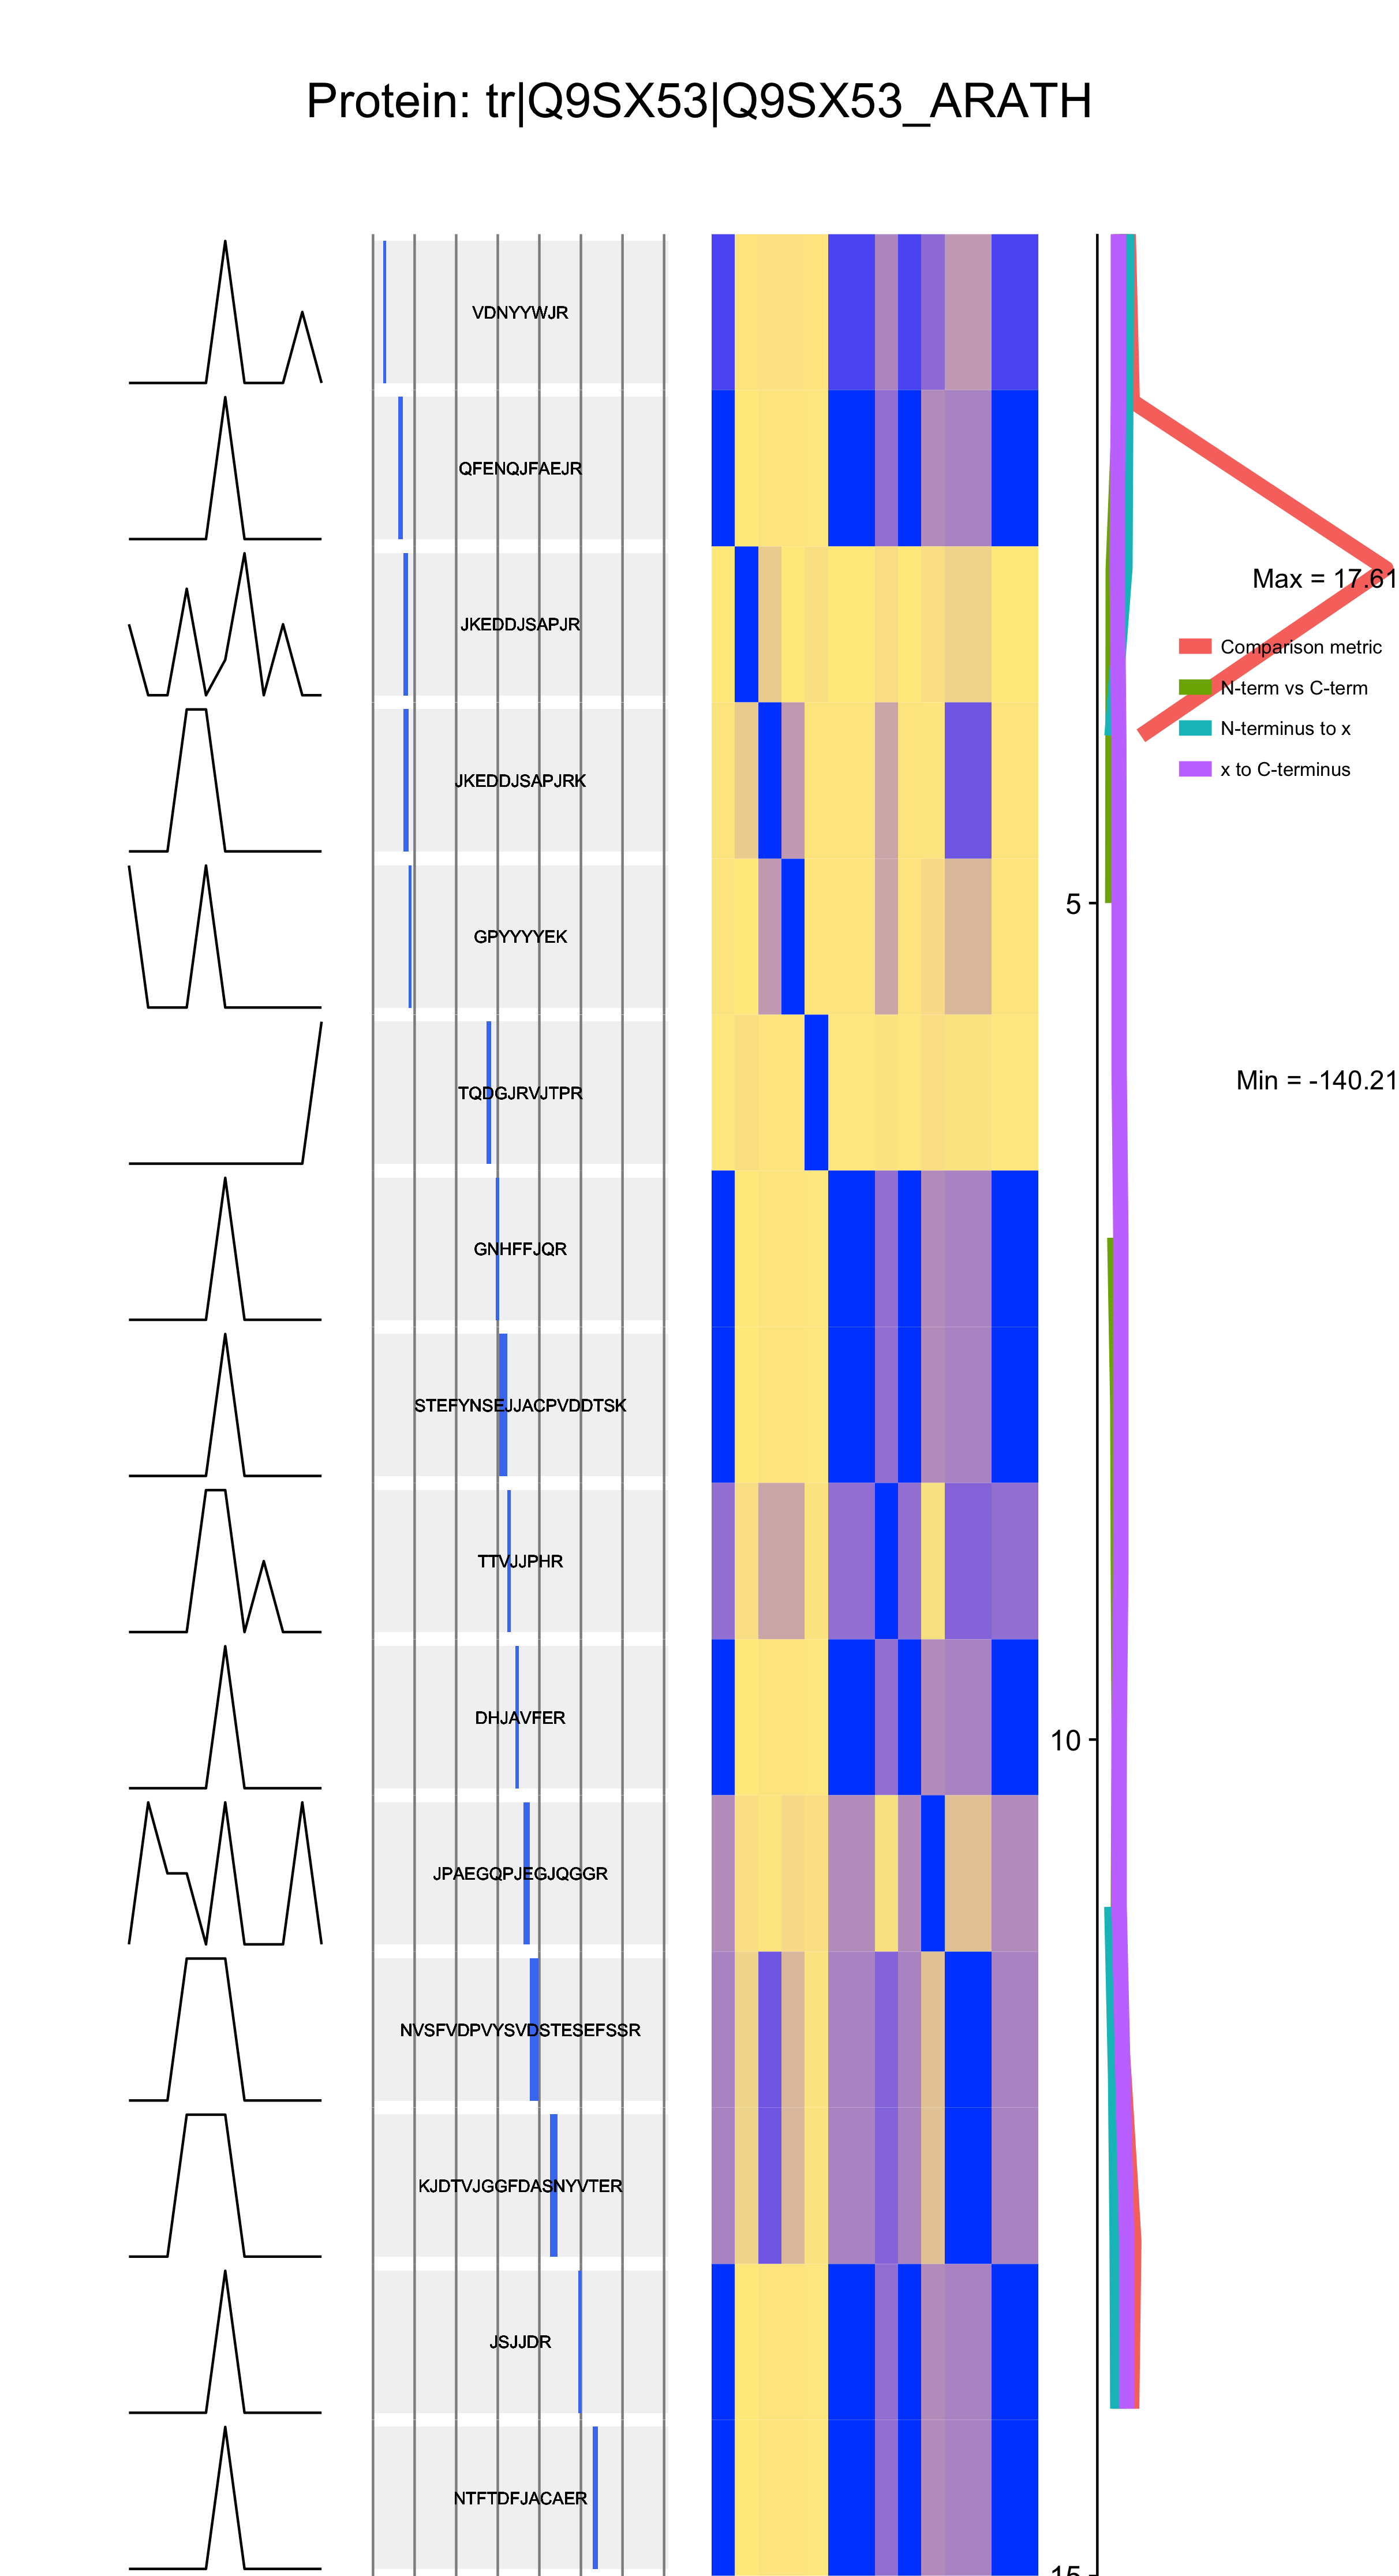 Protein: tr|Q9SX53|Q9SX53_ARATH
VDNYYWJR
QFENQJFAEJR
Max = 17.61
JKEDDJSAPJR
Comparison metric
N-term vs C-term
N-terminus to x
x to C-terminus
JKEDDJSAPJRK
5
GPYYYYEK
Min = -140.21
TQDGJRVJTPR
GNHFFJQR
STEFYNSEJJACPVDDTSK
TTVJJPHR
DHJAVFER
10
JPAEGQPJEGJQGGR
NVSFVDPVYSVDSTESEFSSR
KJDTVJGGFDASNYVTER
JSJJDR
NTFTDFJACAER
15